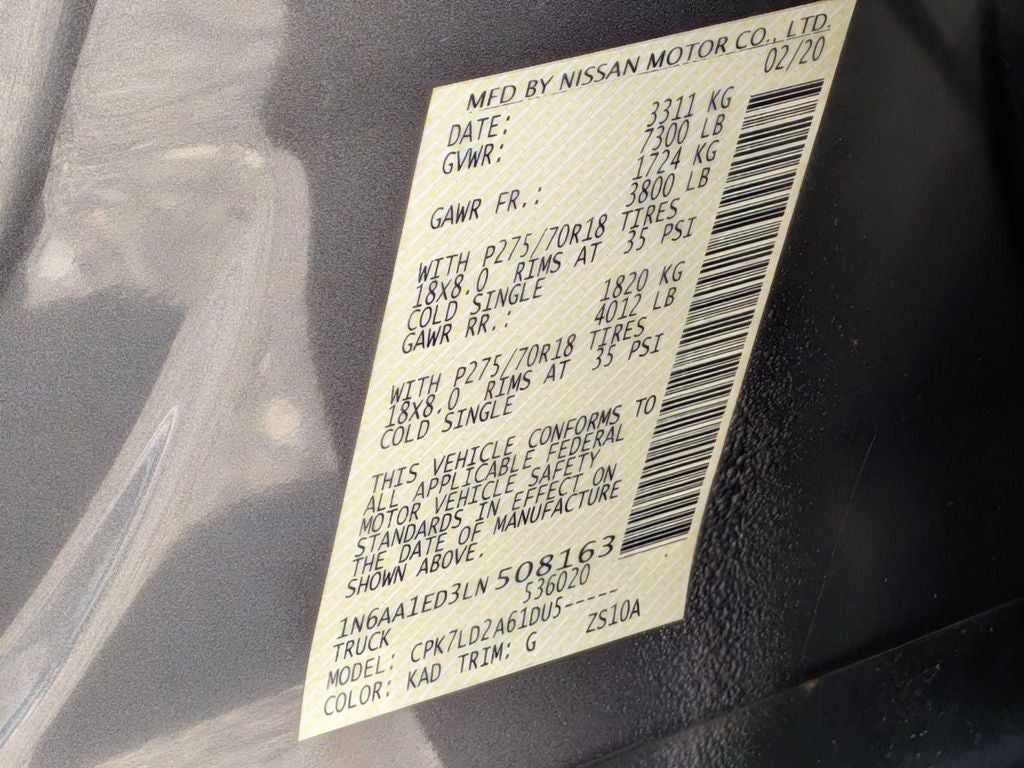 MFD BY NISSAN MOTOR CO., LTD.
DATE: 02/20
GVWR: 3311 KG
7300 LB
GAWR FR.: 1724 KG
3800 LB
WITH P275/70R18 TIRES
18X8.0 RIMS AT 35 PSI
COLD SINGLE
GAWR RR.: 1820 KG
4012 LB
WITH P275/70R18 TIRES
18X8.0 RIMS AT 35 PSI
COLD SINGLE
THIS VEHICLE CONFORMS TO
ALL APPLICABLE FEDERAL
MOTOR VEHICLE SAFETY
STANDARDS IN EFFECT ON
THE DATE OF MANUFACTURE
SHOWN ABOVE.
1N6AA1ED3LN 508163
TRUCK 536020
MODEL: CPK7LD2A61DU5-----
COLOR: KAD TRIM: G ZS10A